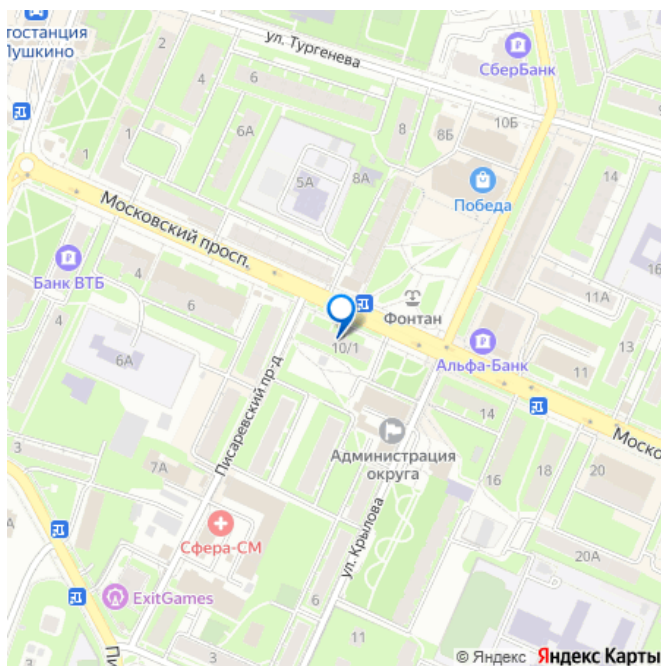 тостанция
Пушкино
2
ул. Тургенева
СберБанк
4
6
6А
8
8Б
10Б
1
1
5А
8А
Победа
14
Московский просп.
16
Банк ВТБ
4
6
Фонтан
11А
4
10/1
Альфа-Банк
13
11
6А
Писаревский пр-д
14
Моско
Администрация
округа
3
7А
16
18
20
Сфера-СМ
ул. Крылова
20А
ExitGames
6
11
3
© Яндекс Яндекс Карты